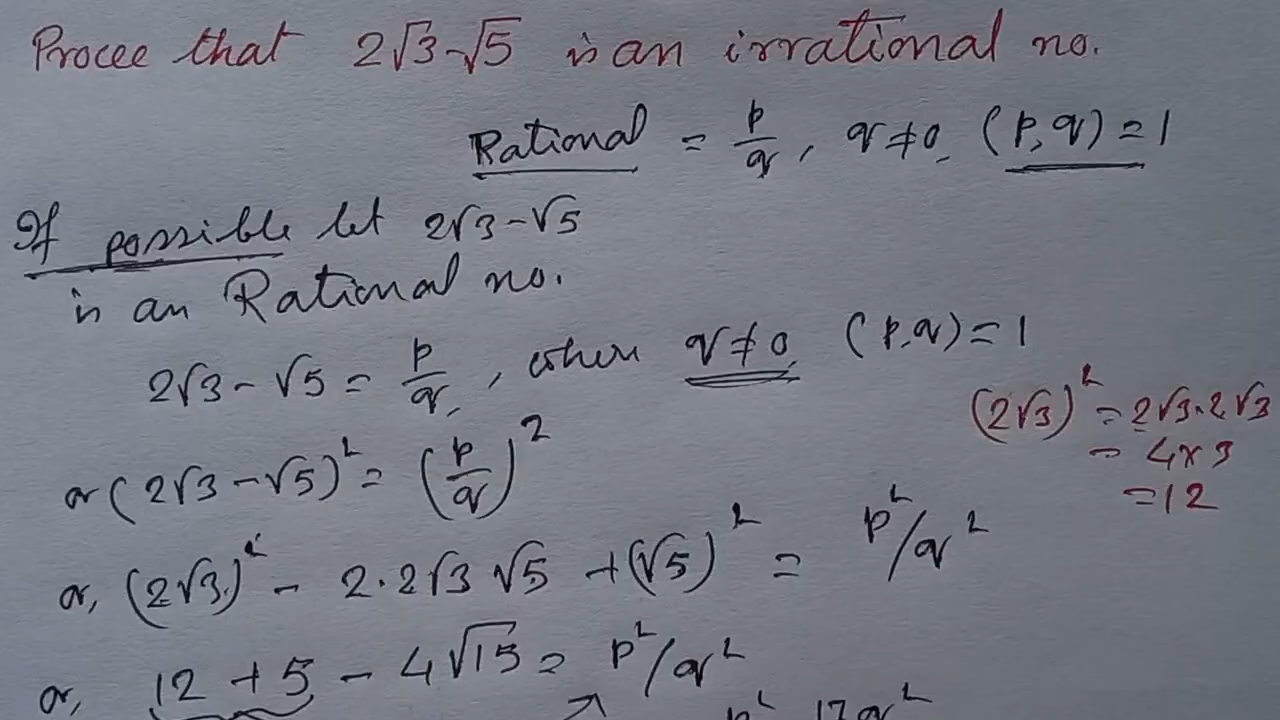 Procee that 2√3-√5 is an irrational no.
Rational = p/q, q≠0, (p,q) = 1
If possible let 2√3-√5
is an Rational no.
2√3 - √5 = p/q, where q≠0, (p,q) = 1
(2√3)² = 2√3·2√3
= 4×3
= 12
or (2√3 - √5)² = (p/q)²
or, (2√3)² - 2·2√3 √5 + (√5)² = p²/q²
or, 12 + 5 - 4√15 = p²/q²
p² 17q²